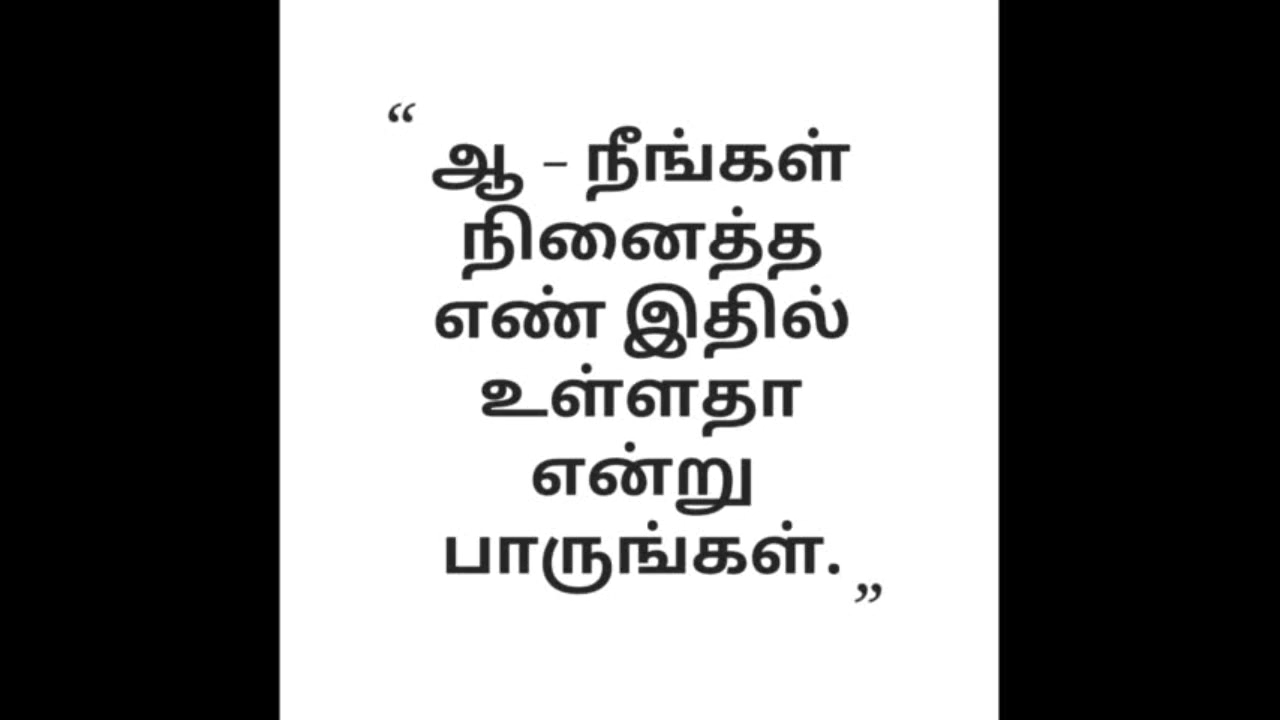 “ ஆ – நீங்கள்
நினைத்த
எண் இதில்
உள்ளதா
என்று
பாருங்கள். ”